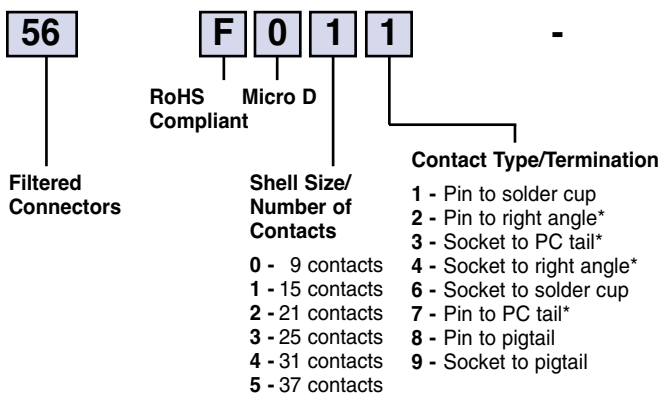 56 F 0 1 1 -
RoHS Compliant
Micro D
Filtered Connectors
Shell Size/
Number of
Contacts
0 - 9 contacts
1 - 15 contacts
2 - 21 contacts
3 - 25 contacts
4 - 31 contacts
5 - 37 contacts
Contact Type/Termination
1 - Pin to solder cup
2 - Pin to right angle*
3 - Socket to PC tail*
4 - Socket to right angle*
6 - Socket to solder cup
7 - Pin to PC tail*
8 - Pin to pigtail
9 - Socket to pigtail